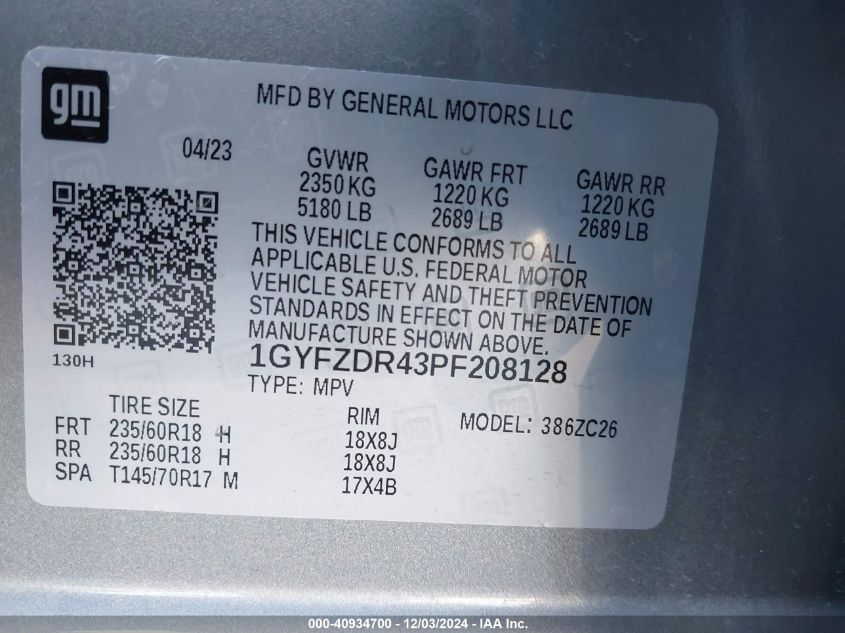 gm
MFD BY GENERAL MOTORS LLC
04/23
GVWR GAWR FRT GAWR RR
2350 KG 1220 KG 1220 KG
5180 LB 2689 LB 2689 LB
THIS VEHICLE CONFORMS TO ALL
APPLICABLE U.S. FEDERAL MOTOR
VEHICLE SAFETY AND THEFT PREVENTION
STANDARDS IN EFFECT ON THE DATE OF
MANUFACTURE SHOWN ABOVE.
130H
1GYFZDR43PF208128
TYPE: MPV
TIRE SIZE RIM MODEL: 386ZC26
FRT 235/60R18 H 18X8J
RR 235/60R18 H 18X8J
SPA T145/70R17 M 17X4B
000-40934700 - 12/03/2024 - IAA Inc.